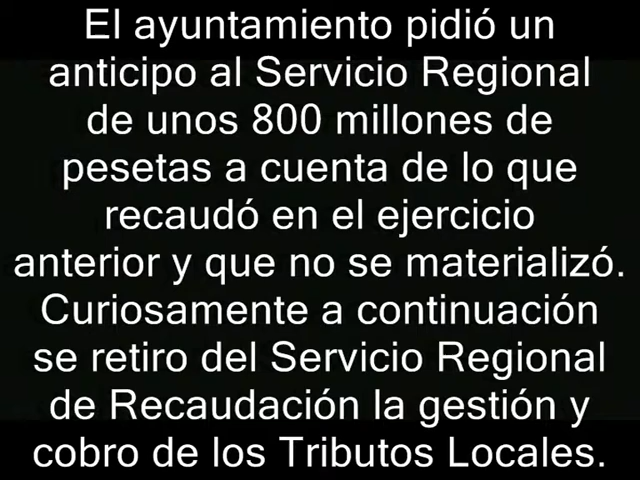 El ayuntamiento pidió un
anticipo al Servicio Regional
de unos 800 millones de
pesetas a cuenta de lo que
recaudó en el ejercicio
anterior y que no se materializó.
Curiosamente a continuación
se retiro del Servicio Regional
de Recaudación la gestión y
cobro de los Tributos Locales.